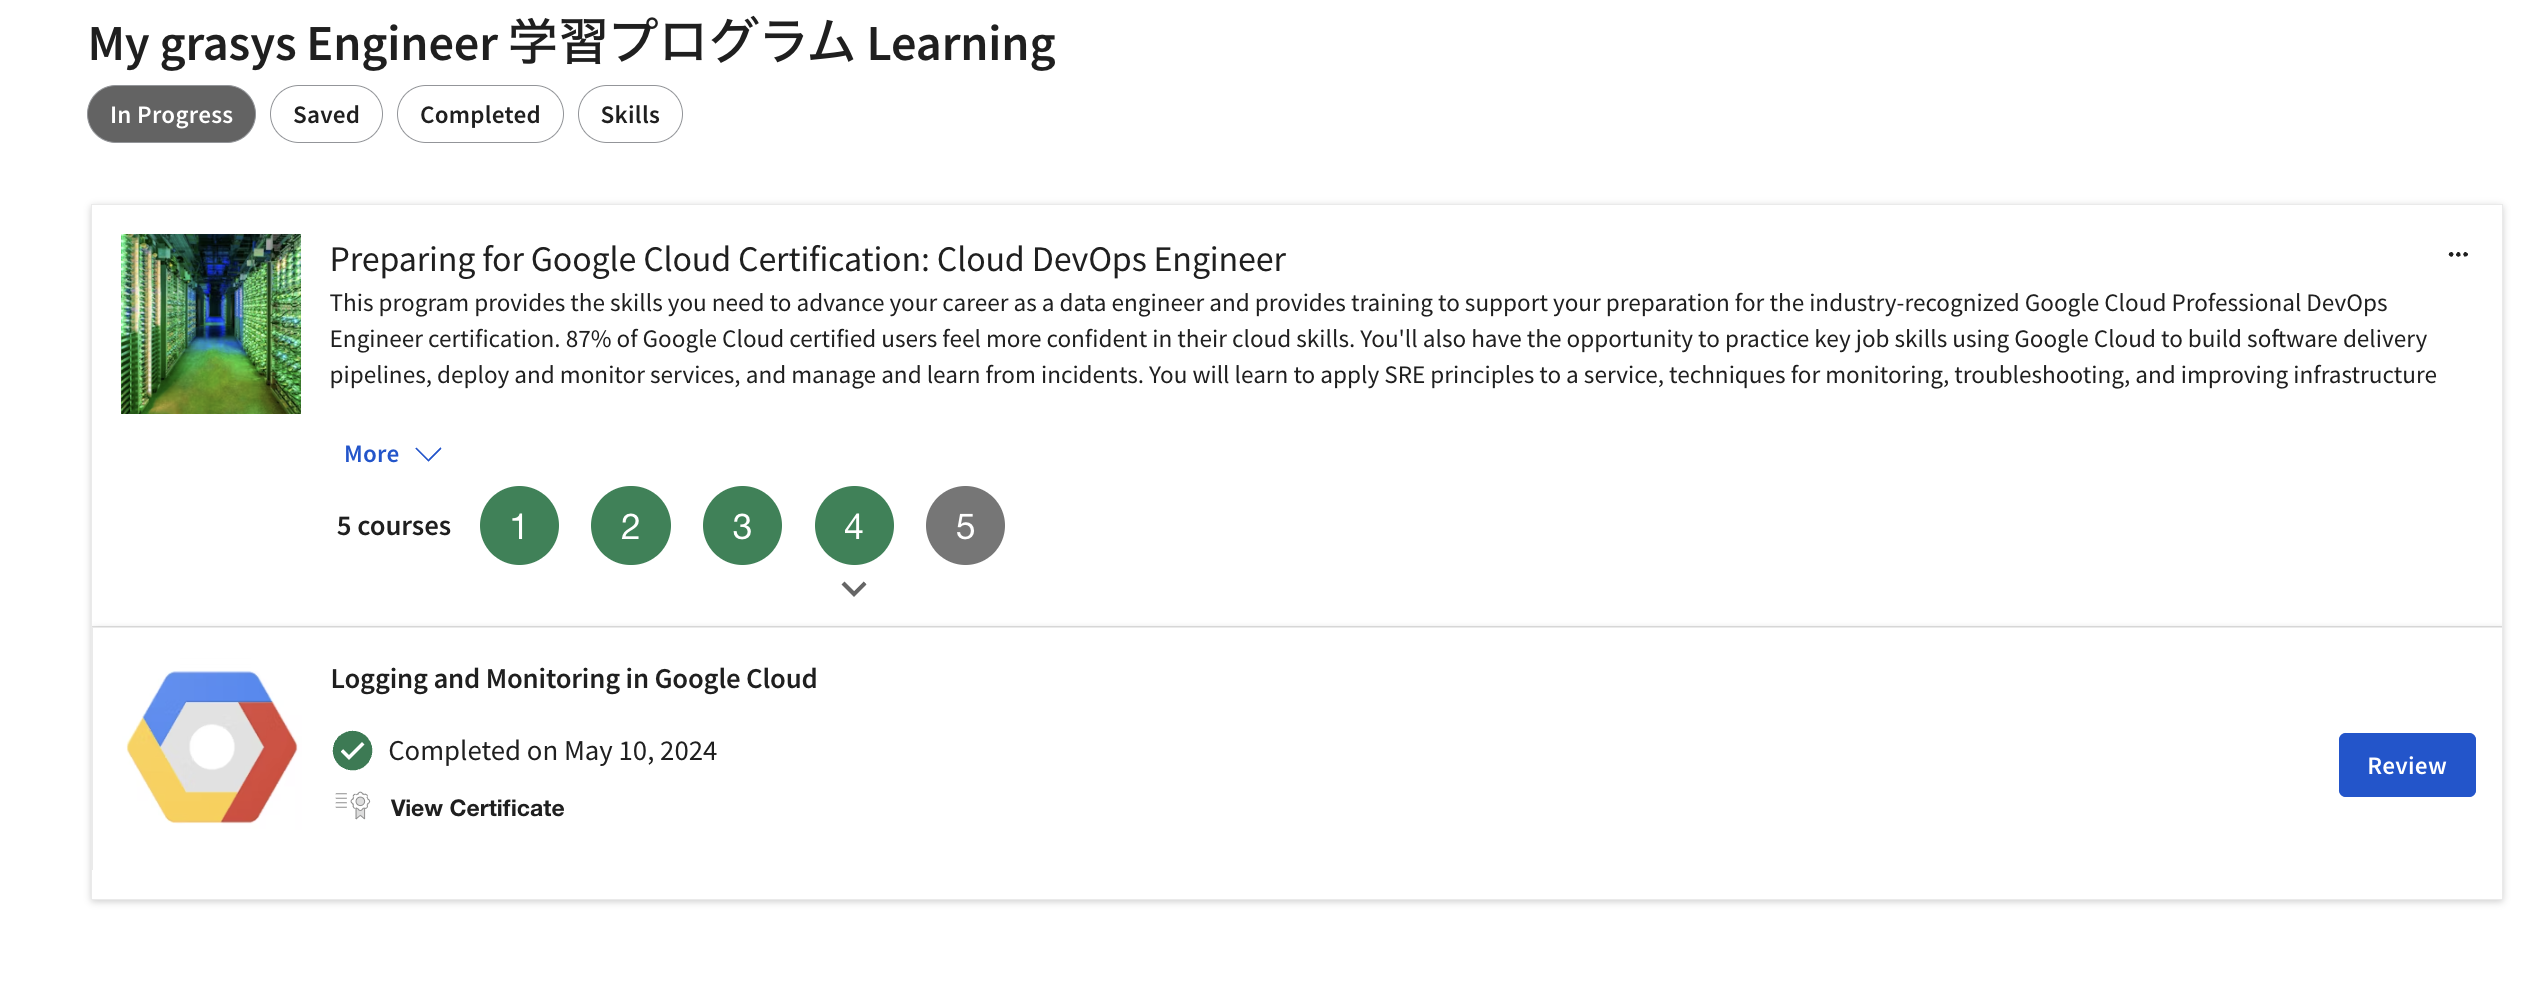 My grasys Engineer 学習プログラム Learning
In Progress
Saved
Completed
Skills
Preparing for Google Cloud Certification: Cloud DevOps Engineer
This program provides the skills you need to advance your career as a data engineer and provides training to support your preparation for the industry-recognized Google Cloud Professional DevOps
Engineer certification. 87% of Google Cloud certified users feel more confident in their cloud skills. You'll also have the opportunity to practice key job skills using Google Cloud to build software delivery
pipelines, deploy and monitor services, and manage and learn from incidents. You will learn to apply SRE principles to a service, techniques for monitoring, troubleshooting, and improving infrastructure
More
5 courses 1 2 3 4 5
Logging and Monitoring in Google Cloud
Completed on May 10, 2024
View Certificate
Review